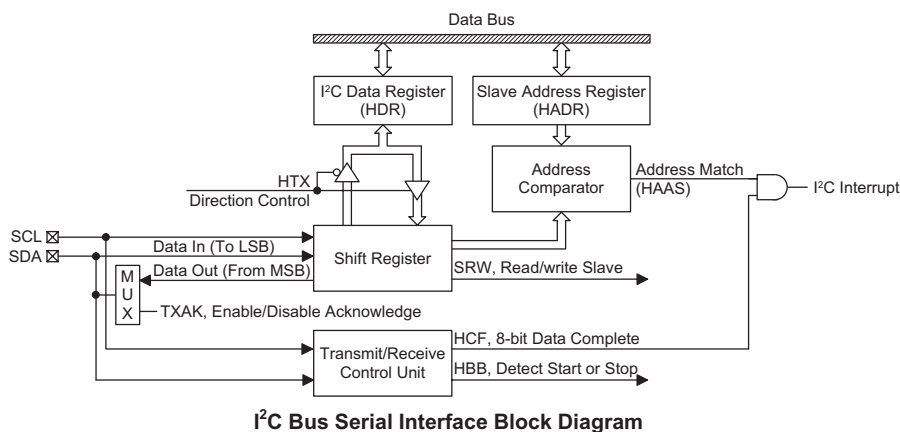 Data Bus
I²C Data Register
(HDR)
Slave Address Register
(HADR)
HTX
Direction Control
Address
Comparator
Address Match
(HAAS)
I²C Interrupt
SCL
SDA
Data In (To LSB)
Data Out (From MSB)
Shift Register
SRW, Read/write Slave
M
U
X
TXAK, Enable/Disable Acknowledge
Transmit/Receive
Control Unit
HCF, 8-bit Data Complete
HBB, Detect Start or Stop
I²C Bus Serial Interface Block Diagram